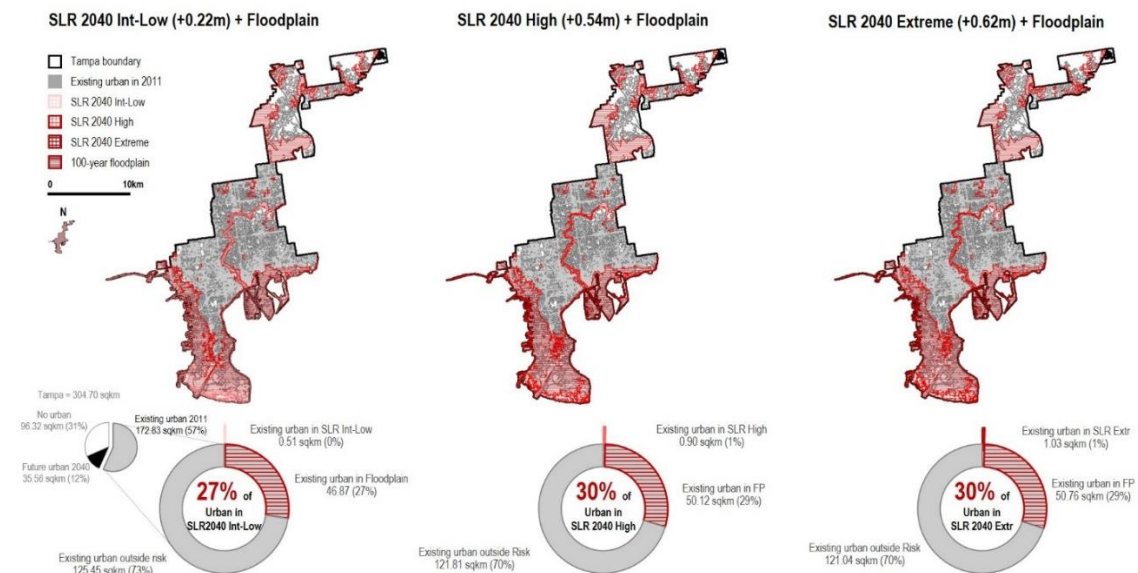 SLR 2040 Int-Low (+0.22m) + Floodplain
SLR 2040 High (+0.54m) + Floodplain
SLR 2040 Extreme (+0.62m) + Floodplain
Tampa boundary
Existing urban in 2011
SLR 2040 Int-Low
SLR 2040 High
SLR 2040 Extreme
100-year floodplain
0 10km
N
Tampa = 304.70 sqkm
No urban
96.32 sqkm (31%)
Existing urban 2011
172.83 sqkm (57%)
Future urban 2040
35.56 sqkm (12%)
Existing urban in SLR Int-Low
0.51 sqkm (0%)
Existing urban in Floodplain
46.87 (27%)
27% of
Urban in
SLR2040 Int-Low
Existing urban outside risk
125.45 sqkm (73%)
Existing urban in SLR High
0.90 sqkm (1%)
Existing urban in FP
50.12 sqkm (29%)
30% of
Urban in
SLR 2040 High
Existing urban outside Risk
121.81 sqkm (70%)
Existing urban in SLR Extr
1.03 sqkm (1%)
Existing urban in FP
50.76 sqkm (29%)
30% of
Urban in
SLR 2040 Extr
Existing urban outside Risk
121.04 sqkm (70%)